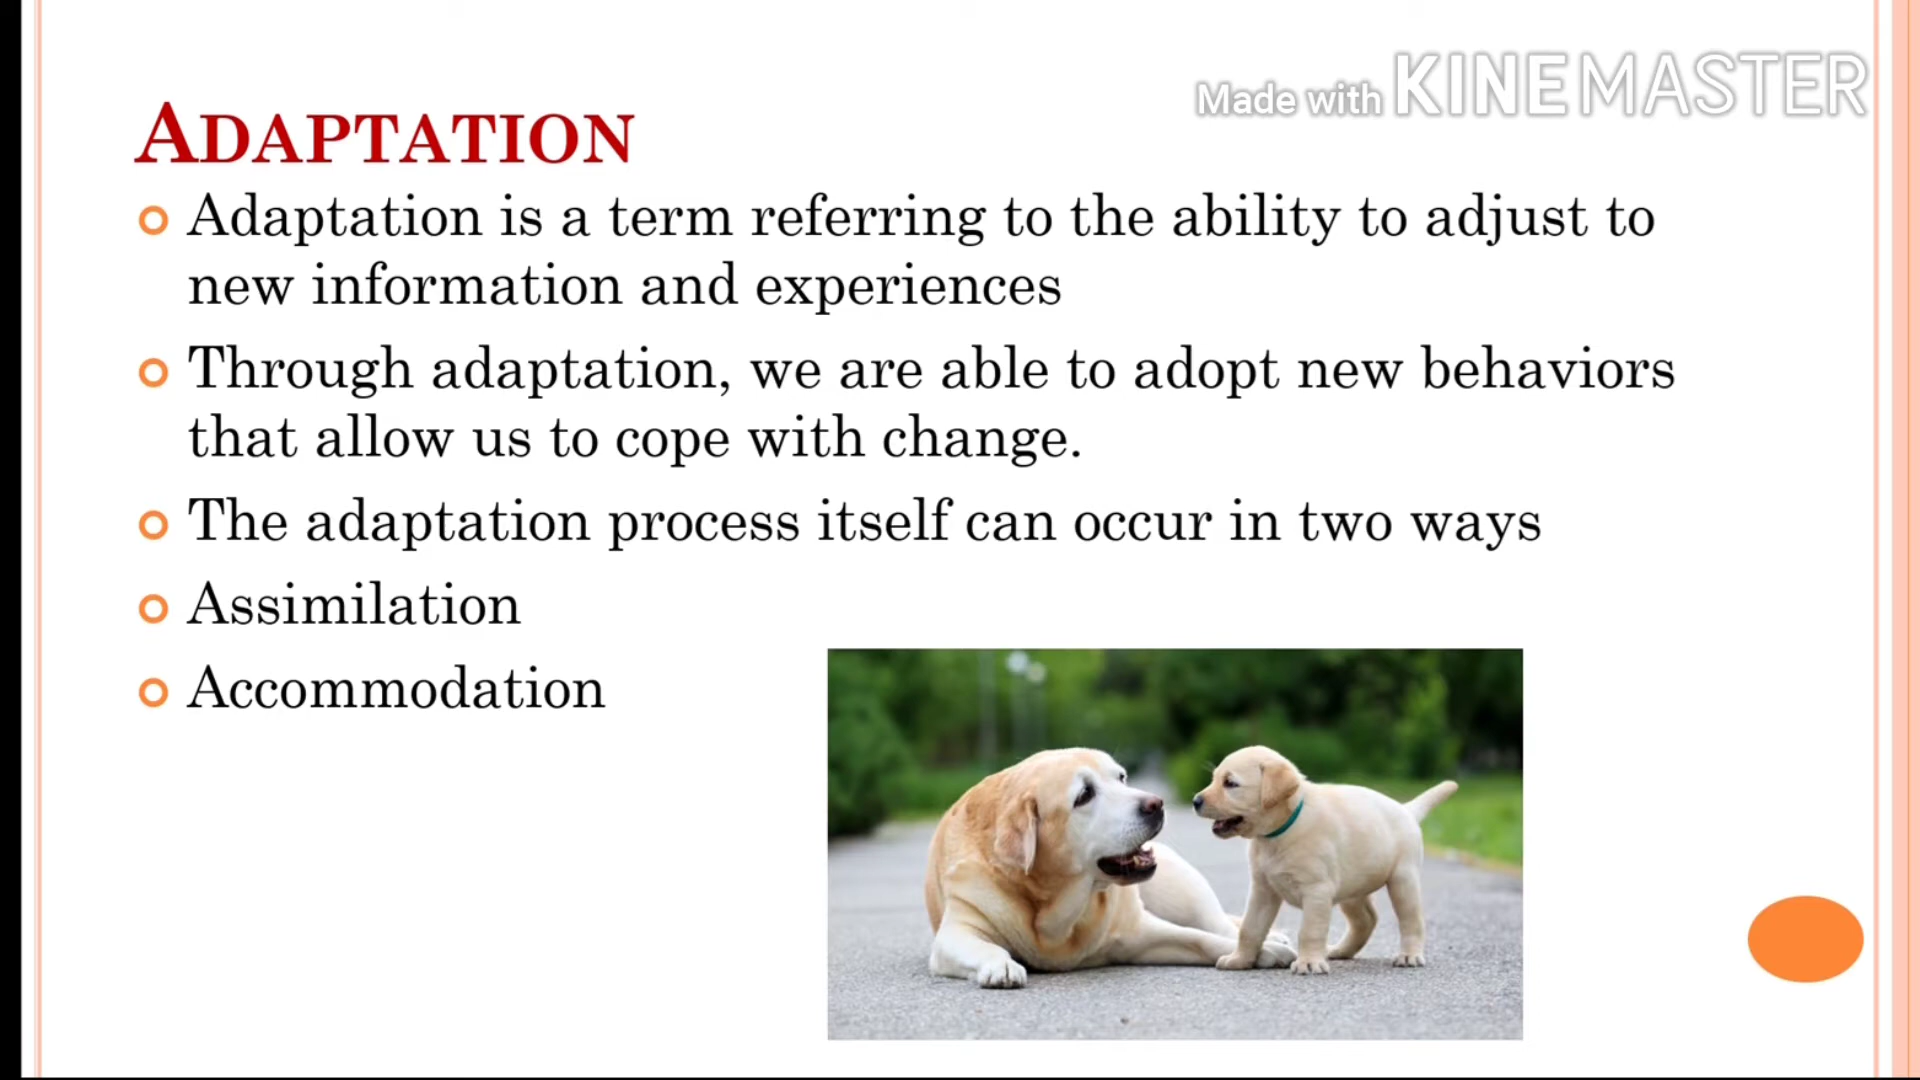 Made with KINEMASTER
ADAPTATION
Adaptation is a term referring to the ability to adjust to
new information and experiences
Through adaptation, we are able to adopt new behaviors
that allow us to cope with change.
The adaptation process itself can occur in two ways
Assimilation
Accommodation